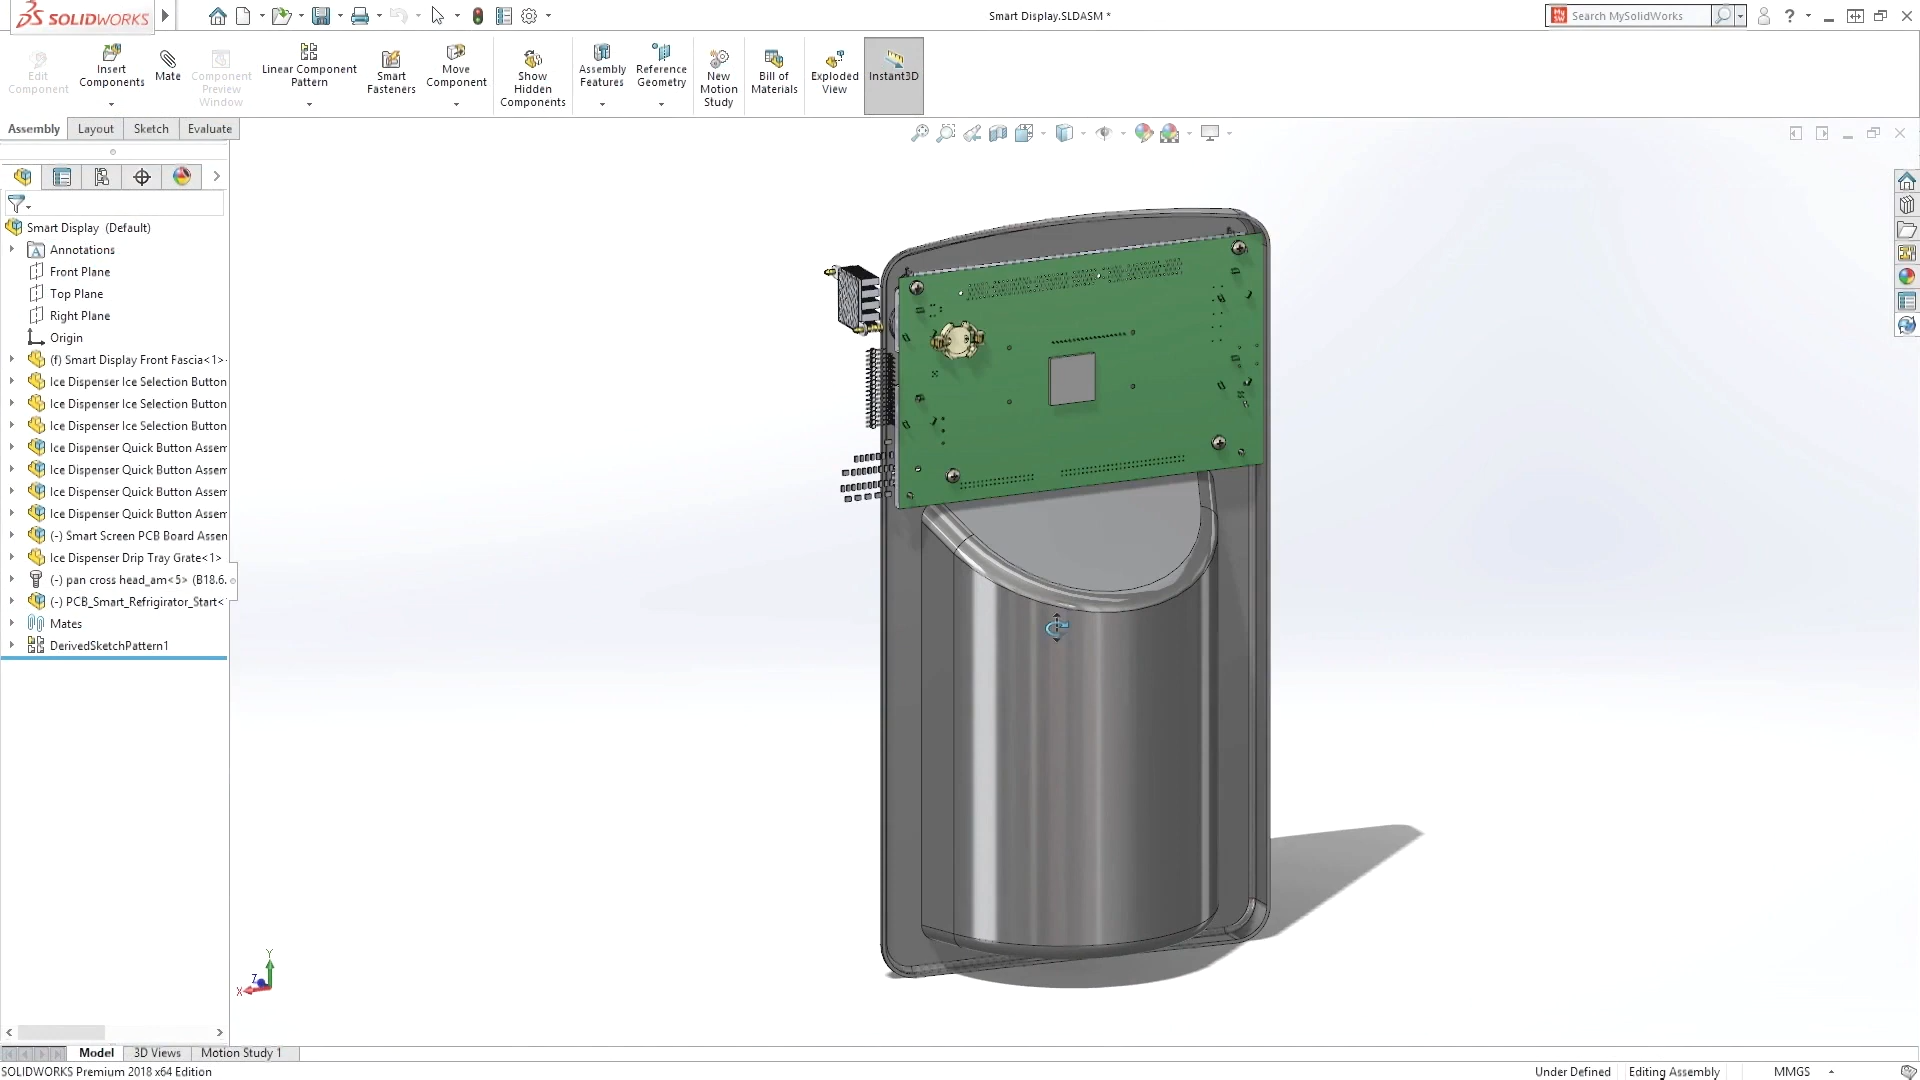 SOLIDWORKS
Smart Display.SLDASM *
Search MySolidWorks
Edit Component
Insert Components
Mate
Component Preview Window
Linear Component Pattern
Smart Fasteners
Move Component
Show Hidden Components
Assembly Features
Reference Geometry
New Motion Study
Bill of Materials
Exploded View
Instant3D
Assembly
Layout
Sketch
Evaluate
Smart Display (Default)
Annotations
Front Plane
Top Plane
Right Plane
Origin
(f) Smart Display Front Fascia<1>
Ice Dispenser Ice Selection Button
Ice Dispenser Ice Selection Button
Ice Dispenser Ice Selection Button
Ice Dispenser Quick Button Assem
Ice Dispenser Quick Button Assem
Ice Dispenser Quick Button Assem
Ice Dispenser Quick Button Assem
(-) Smart Screen PCB Board Assem
Ice Dispenser Drip Tray Grate<1>
(-) pan cross head_am<5> (B18.6.
(-) PCB_Smart_Refrigirator_Start<
Mates
DerivedSketchPattern1
Y
Z
X
Model
3D Views
Motion Study 1
SOLIDWORKS Premium 2018 x64 Edition
Under Defined
Editing Assembly
MMGS